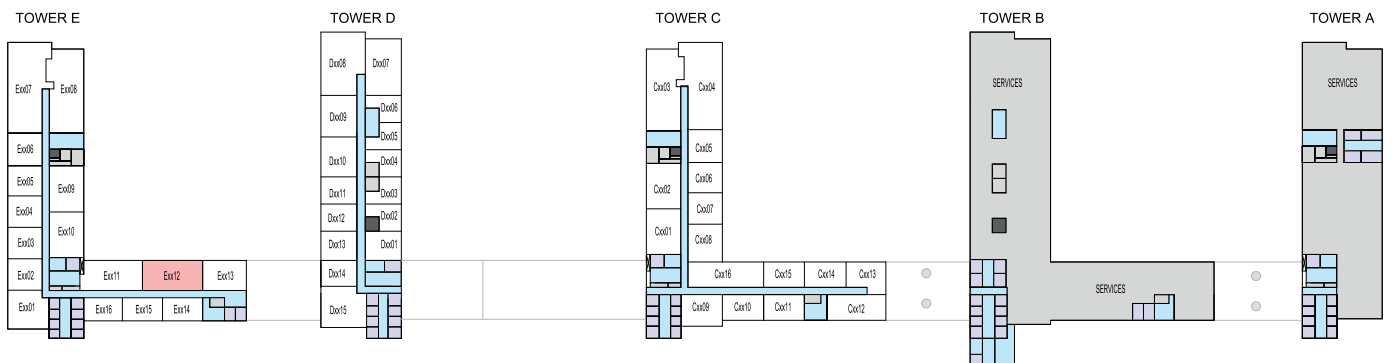 TOWER E
TOWER D
TOWER C
TOWER B
TOWER A
Exx07
Exx08
Exx06
Exx05
Exx09
Exx04
Exx03
Exx10
Exx02
Exx11
Exx12
Exx13
Exx01
Exx16
Exx15
Exx14
Dxx08
Dxx07
Dxx09
Dxx06
Dxx05
Dxx10
Dxx04
Dxx11
Dxx03
Dxx12
Dxx02
Dxx13
Dxx01
Dxx14
Dxx15
Cxx03
Cxx04
Cxx05
Cxx02
Cxx06
Cxx07
Cxx01
Cxx08
Cxx16
Cxx15
Cxx14
Cxx13
Cxx09
Cxx10
Cxx11
Cxx12
SERVICES
SERVICES
SERVICES